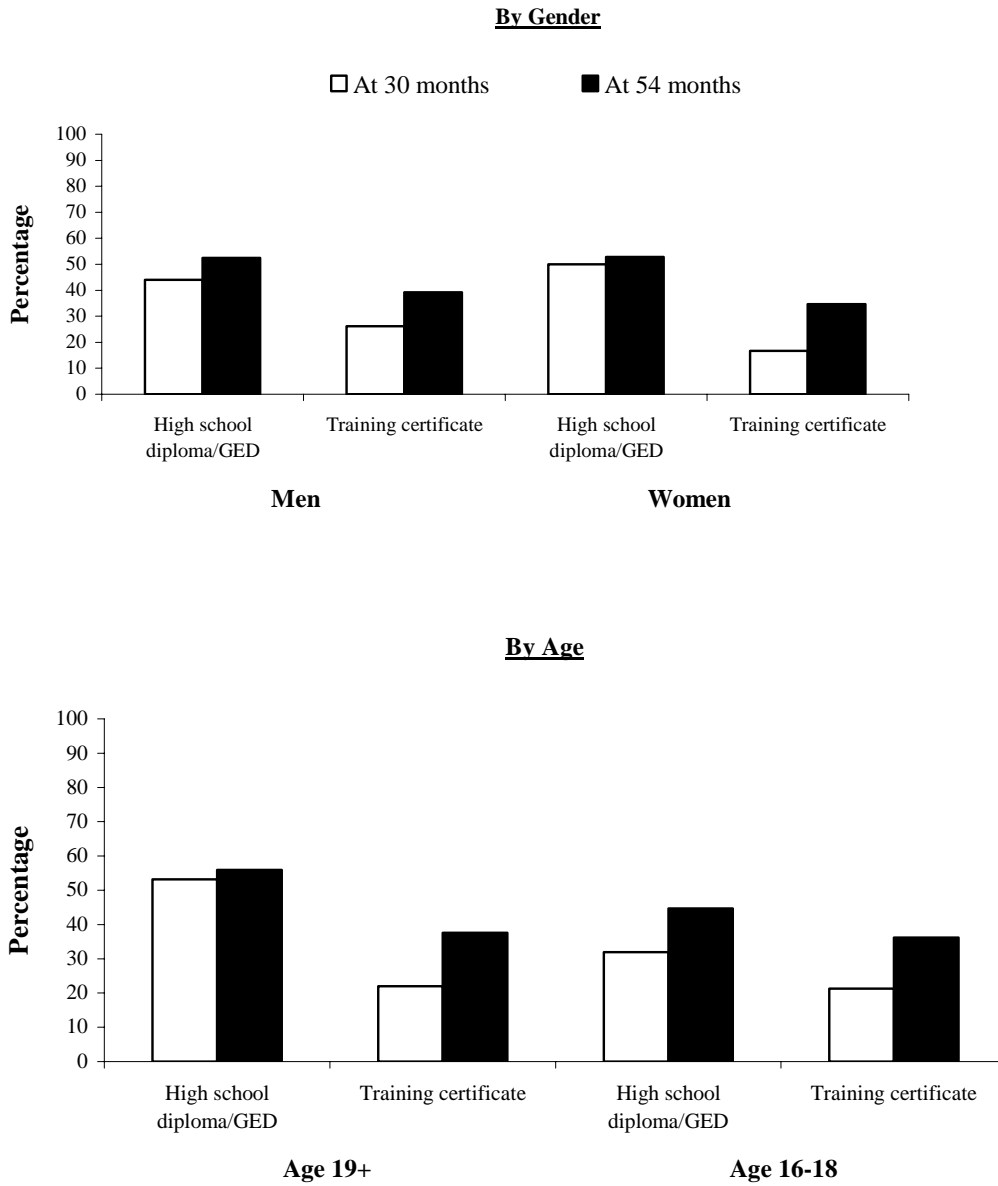 By Gender
At 30 months At 54 months
Percentage
100
90
80
70
60
50
40
30
20
10
0
High school
diploma/GED
Training certificate
High school
diploma/GED
Training certificate
Men Women
By Age
Percentage
100
90
80
70
60
50
40
30
20
10
0
High school
diploma/GED
Training certificate
High school
diploma/GED
Training certificate
Age 19+ Age 16-18